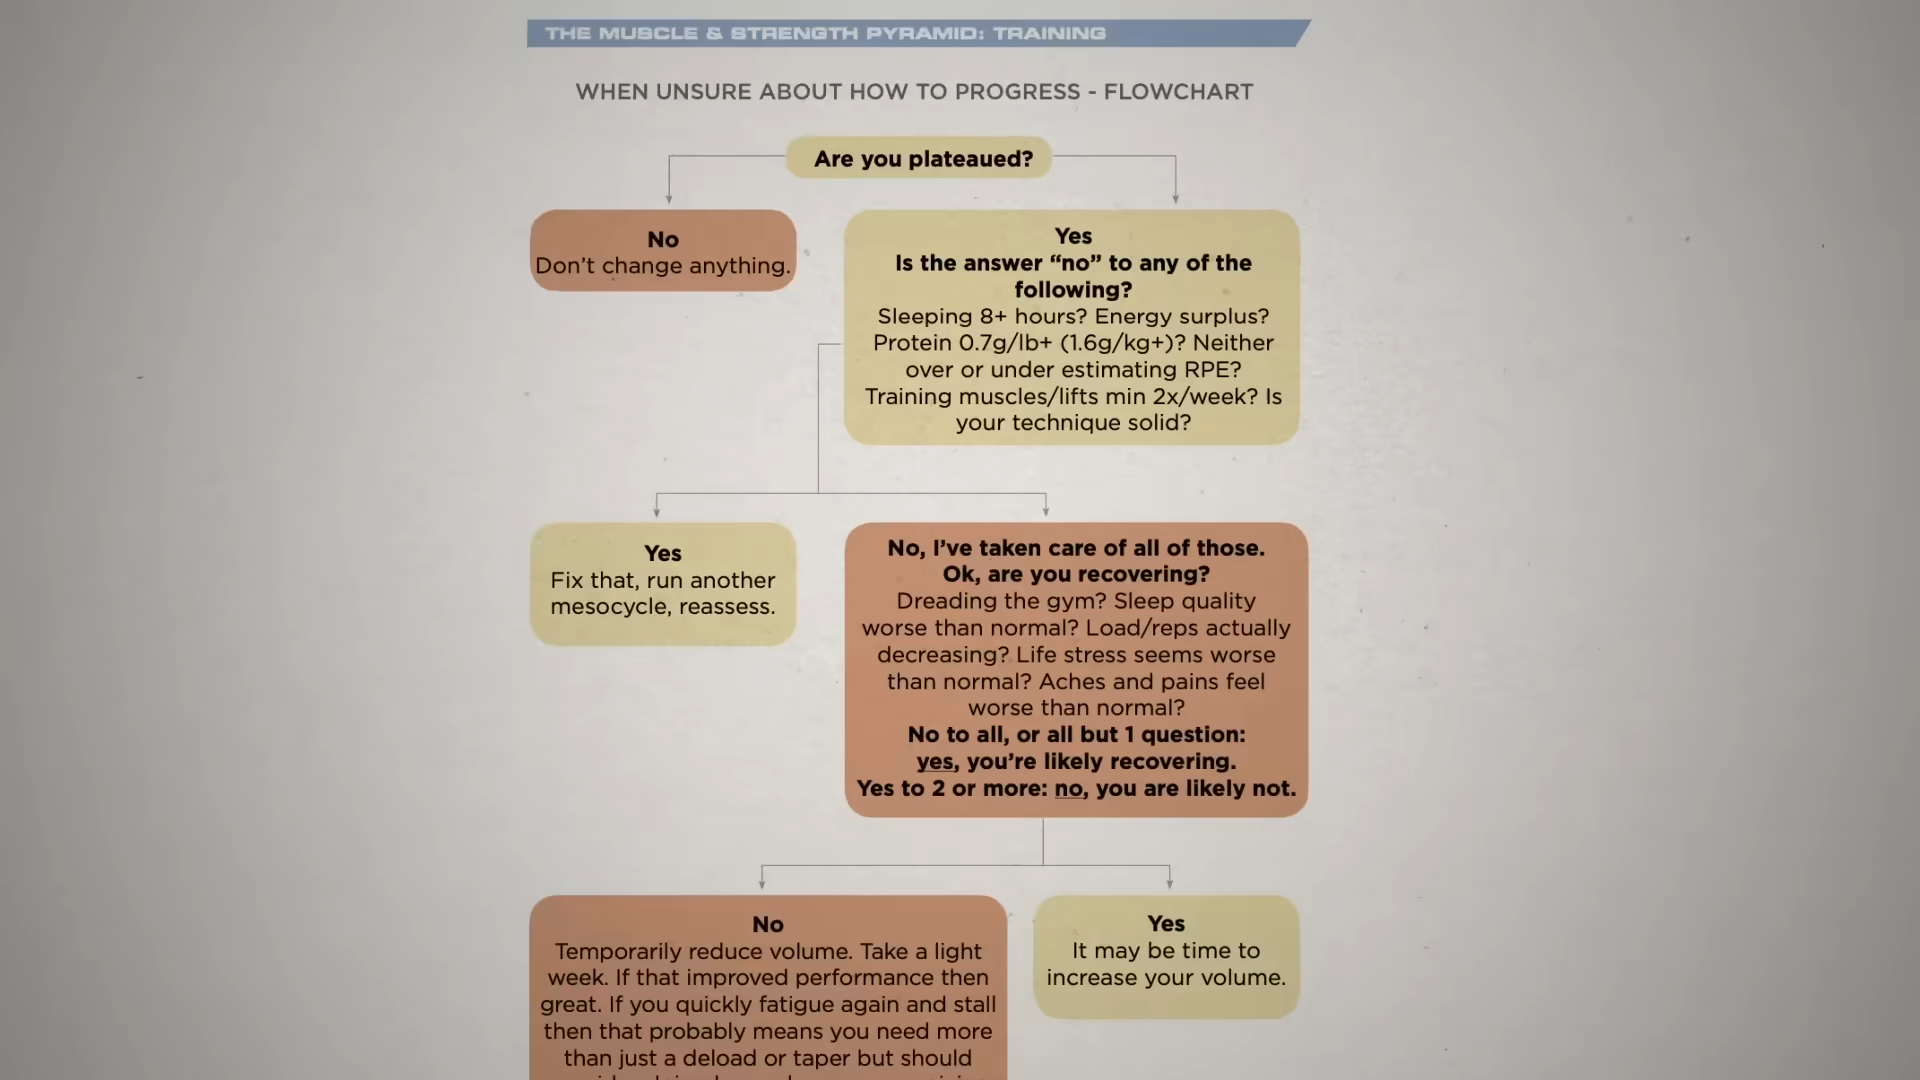 THE MUSCLE & STRENGTH PYRAMID: TRAINING
WHEN UNSURE ABOUT HOW TO PROGRESS - FLOWCHART
Are you plateaued?
No
Don't change anything.
Yes
Is the answer “no” to any of the
following?
Sleeping 8+ hours? Energy surplus?
Protein 0.7g/lb+ (1.6g/kg+)? Neither
over or under estimating RPE?
Training muscles/lifts min 2x/week? Is
your technique solid?
Yes
Fix that, run another
mesocycle, reassess.
No, I’ve taken care of all of those.
Ok, are you recovering?
Dreading the gym? Sleep quality
worse than normal? Load/reps actually
decreasing? Life stress seems worse
than normal? Aches and pains feel
worse than normal?
No to all, or all but 1 question:
yes, you’re likely recovering.
Yes to 2 or more: no, you are likely not.
No
Temporarily reduce volume. Take a light
week. If that improved performance then
great. If you quickly fatigue again and stall
then that probably means you need more
than just a deload or taper but should
Yes
It may be time to
increase your volume.